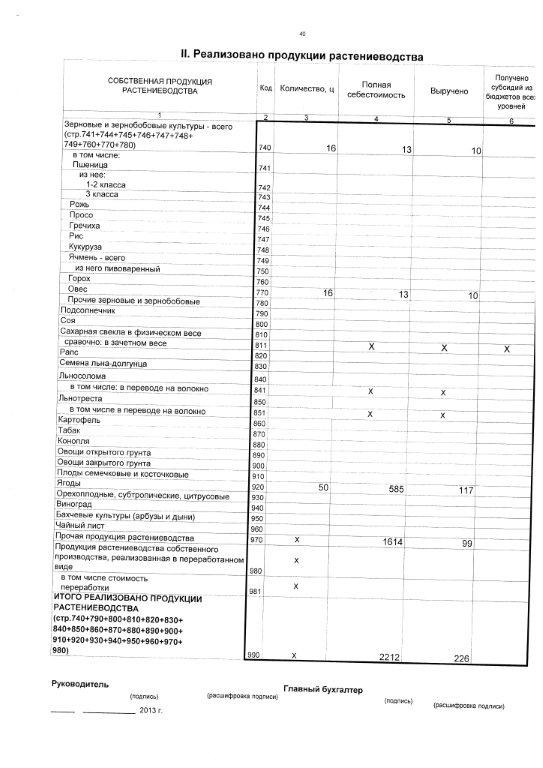 40
II. Реализовано продукции растениеводства
СОБСТВЕННАЯ ПРОДУКЦИЯ РАСТЕНИЕВОДСТВА Код Количество, ц Полная себестоимость Выручено Получено субсидий из бюджетов всех уровней
1 2 3 4 5 6
Зерновые и зернобобовые культуры - всего
(стр.741+744+745+746+747+748+
749+760+770+780) 740 16 13 10
в том числе:
Пшеница 741
из нее:
1-2 класса 742
3 класса 743
Рожь 744
Просо 745
Гречиха 746
Рис 747
Кукуруза 748
Ячмень - всего 749
из него пивоваренный 750
Горох 760
Овес 770 16 13 10
Прочие зерновые и зернобобовые 780
Подсолнечник 790
Соя 800
Сахарная свекла в физическом весе 810
сравочно: в зачетном весе 811 X X X
Рапс 820
Семена льна-долгунца 830
Льносолома 840
в том числе: в переводе на волокно 841 X X
Льнотреста 850
в том числе в переводе на волокно 851 X X
Картофель 860
Табак 870
Конопля 880
Овощи открытого грунта 890
Овощи закрытого грунта 900
Плоды семечковые и косточковые 910
Ягоды 920 50 585 117
Орехоплодные, субтропические, цитрусовые 930
Виноград 940
Бахчевые культуры (арбузы и дыни) 950
Чайный лист 960
Прочая продукция растениеводства 970 X 1614 99
Продукция растениеводства собственного
производства, реализованная в переработанном
виде 980 X
в том числе стоимость
переработки 981 X
ИТОГО РЕАЛИЗОВАНО ПРОДУКЦИИ
РАСТЕНИЕВОДСТВА
(стр.740+790+800+810+820+830+
840+850+860+870+880+890+900+
910+920+930+940+950+960+970+
980) 990 X 2212 226
Руководитель Главный бухгалтер
(подпись) (расшифровка подписи) (подпись) (расшифровка подписи)
2013 г.